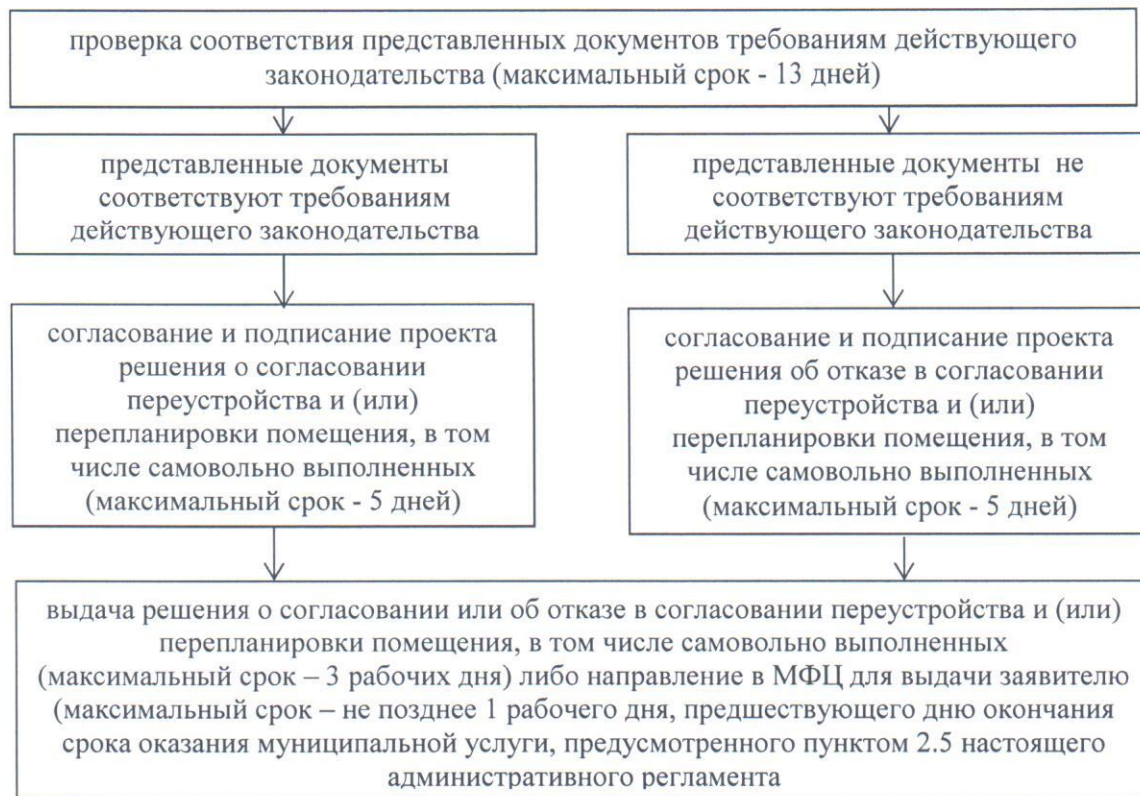 проверка соответствия представленных документов требованиям действующего
законодательства (максимальный срок - 13 дней)
представленные документы
соответствуют требованиям
действующего законодательства
представленные документы не
соответствуют требованиям
действующего законодательства
согласование и подписание проекта
решения о согласовании
переустройства и (или)
перепланировки помещения, в том
числе самовольно выполненных
(максимальный срок - 5 дней)
согласование и подписание проекта
решения об отказе в согласовании
переустройства и (или)
перепланировки помещения, в том
числе самовольно выполненных
(максимальный срок - 5 дней)
выдача решения о согласовании или об отказе в согласовании переустройства и (или)
перепланировки помещения, в том числе самовольно выполненных
(максимальный срок – 3 рабочих дня) либо направление в МФЦ для выдачи заявителю
(максимальный срок – не позднее 1 рабочего дня, предшествующего дню окончания
срока оказания муниципальной услуги, предусмотренного пунктом 2.5 настоящего
административного регламента